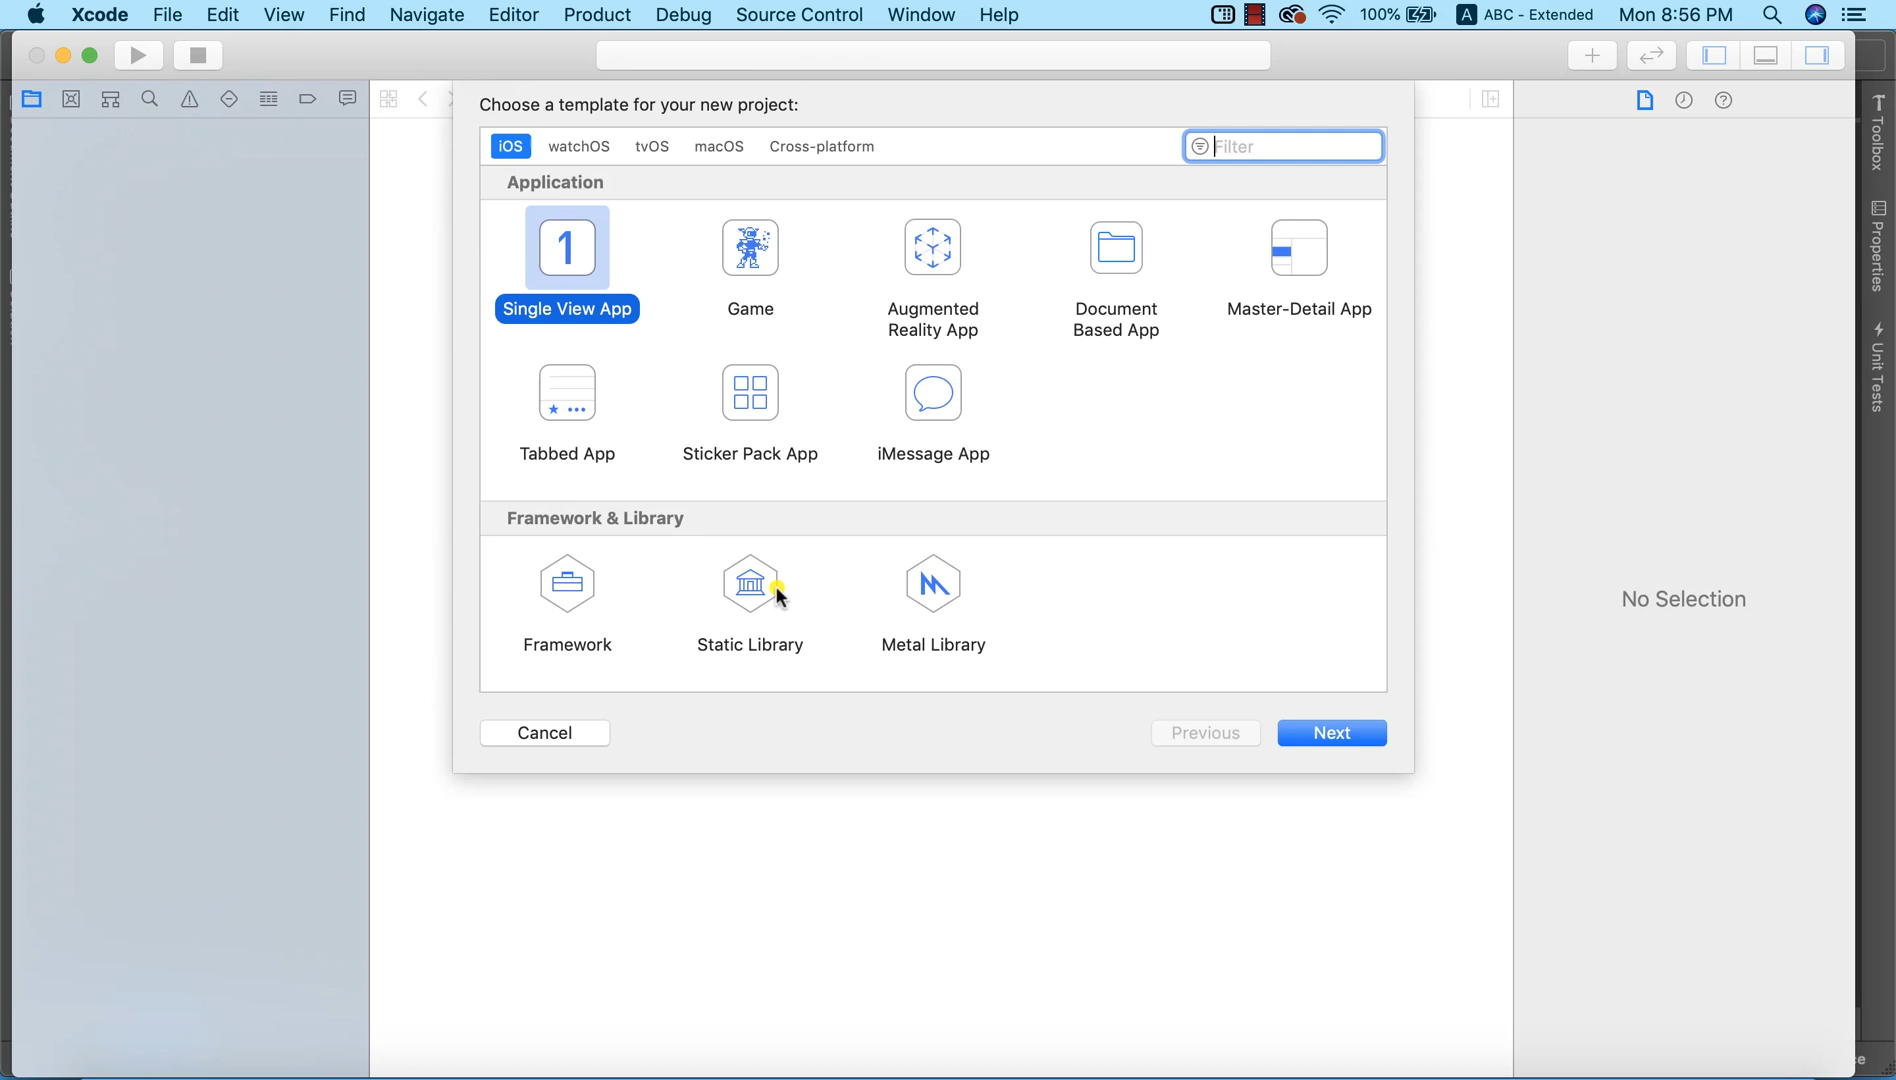 Xcode File Edit View Find Navigate Editor Product Debug Source Control Window Help 100% A ABC - Extended Mon 8:56 PM
Choose a template for your new project:
iOS watchOS tvOS macOS Cross-platform Filter
Application
1
Single View App Game Augmented Reality App Document Based App Master-Detail App
Tabbed App Sticker Pack App iMessage App
Framework & Library
Framework Static Library Metal Library
Cancel Previous Next
No Selection
Toolbox
Properties
Unit Tests